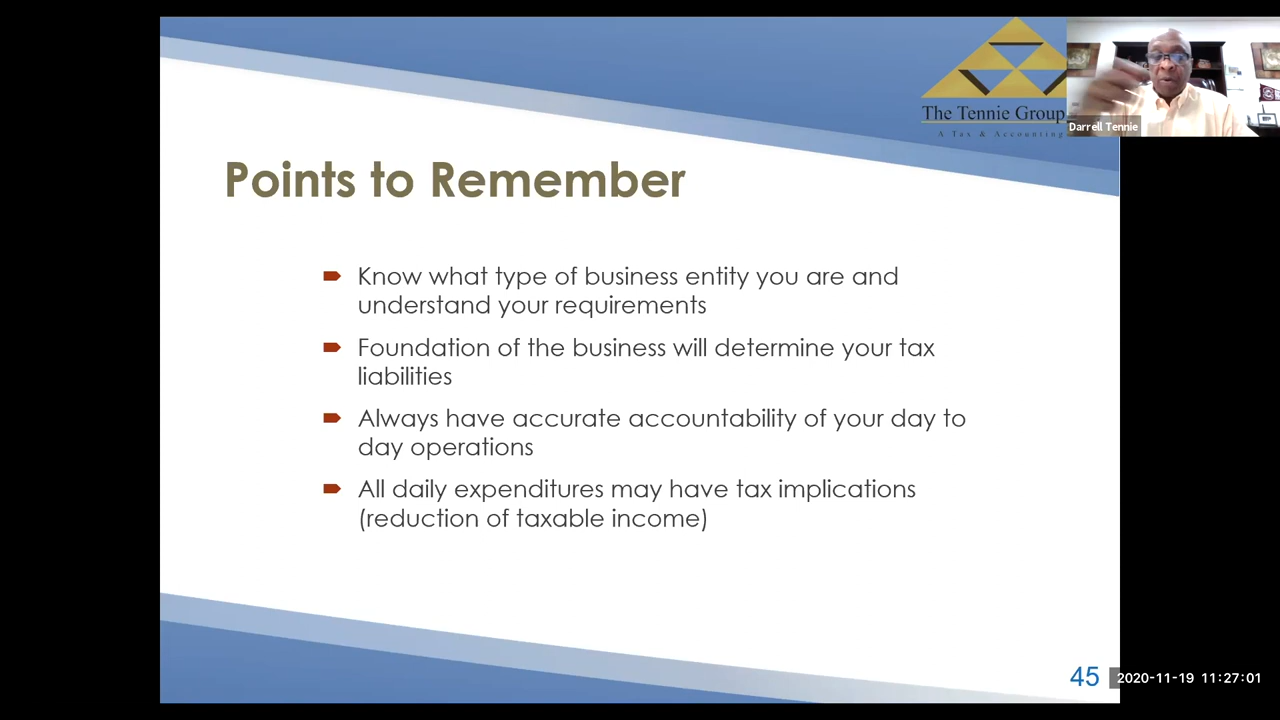 The Tennie Group
A Tax & Accounting
Darrell Tennie
Points to Remember
Know what type of business entity you are and
understand your requirements
Foundation of the business will determine your tax
liabilities
Always have accurate accountability of your day to
day operations
All daily expenditures may have tax implications
(reduction of taxable income)
45
2020-11-19 11:27:01